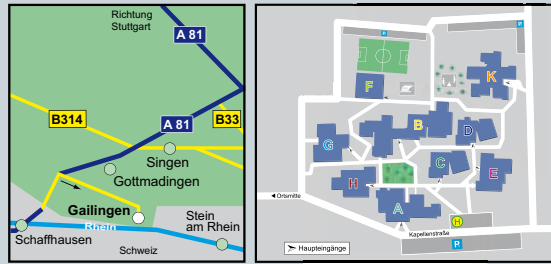 Richtung
Stuttgart
A 81
B314
A 81
B33
Singen
Gottmadingen
Gailingen
Rhein
Stein
am Rhein
Schaffhausen
Schweiz
P
P
F
K
B
D
G
C
E
H
A
H
Ortsmitte
Kapellenstraße
P
Haupteingänge